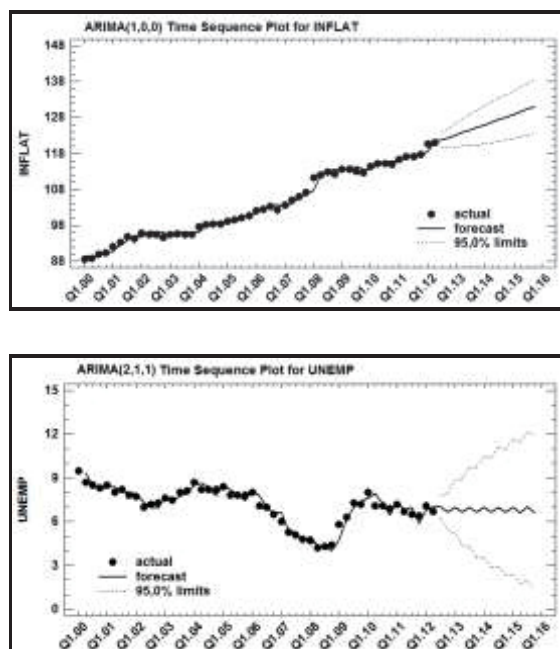 ARIMA(1,0,0) Time Sequence Plot for INFLAT
148
138
128
118
108
98
88
INFLAT
actual
forecast
95,0% limits
Q1.00 Q1.01 Q1.02 Q1.03 Q1.04 Q1.05 Q1.06 Q1.07 Q1.08 Q1.09 Q1.10 Q1.11 Q1.12 Q1.13 Q1.14 Q1.15 Q1.16
ARIMA(2,1,1) Time Sequence Plot for UNEMP
15
12
9
6
3
0
UNEMP
actual
forecast
95,0% limits
Q1.00 Q1.01 Q1.02 Q1.03 Q1.04 Q1.05 Q1.06 Q1.07 Q1.08 Q1.09 Q1.10 Q1.11 Q1.12 Q1.13 Q1.14 Q1.15 Q1.16